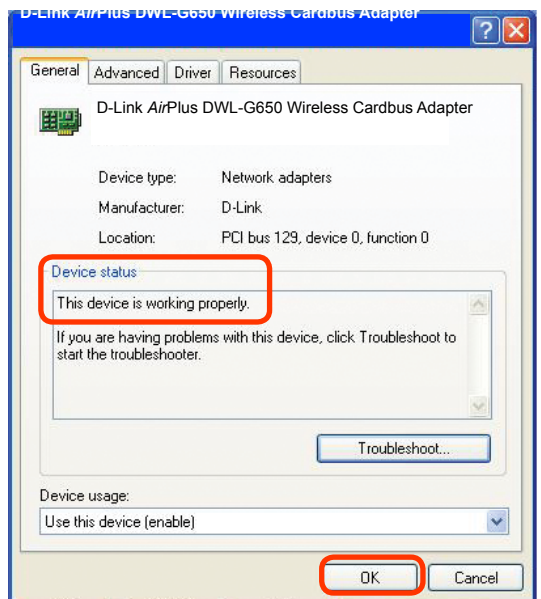 D-Link AirPlus DWL-G650 Wireless Cardbus Adapter
General Advanced Driver Resources
D-Link AirPlus DWL-G650 Wireless Cardbus Adapter
Device type: Network adapters
Manufacturer: D-Link
Location: PCI bus 129, device 0, function 0
Device status
This device is working properly.
If you are having problems with this device, click Troubleshoot to
start the troubleshooter.
Troubleshoot...
Device usage:
Use this device (enable)
OK Cancel